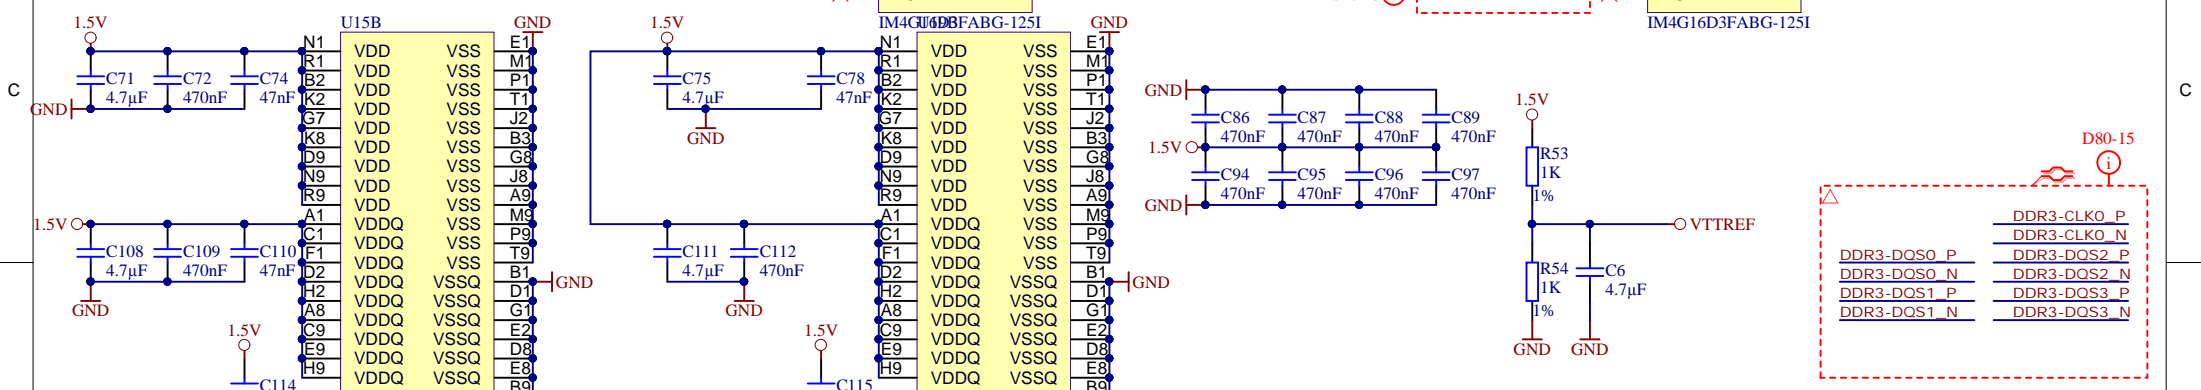 IM4G16D3FABG-125I
1.5V
U15B
GND
1.5V
GND
C
C
N1 VDD VSS E1
R1 VDD VSS M1
B2 VDD VSS P1
K2 VDD VSS T1
G7 VDD VSS J2
K8 VDD VSS B3
D9 VDD VSS G8
N9 VDD VSS J8
R9 VDD VSS A9
A1 VDDQ VSS M9
C1 VDDQ VSS P9
F1 VDDQ VSS T9
D2 VDDQ VSSQ B1
H2 VDDQ VSSQ D1
A8 VDDQ VSSQ G1
C9 VDDQ VSSQ E2
E9 VDDQ VSSQ D8
H9 VDDQ VSSQ E8
B9
C71
4.7µF
C72
470nF
C74
47nF
GND
1.5V
C108
4.7µF
C109
470nF
C110
47nF
GND
GND
1.5V
C114
C75
4.7µF
C78
47nF
GND
C111
4.7µF
C112
470nF
GND
1.5V
C115
N1 VDD VSS E1
R1 VDD VSS M1
B2 VDD VSS P1
K2 VDD VSS T1
G7 VDD VSS J2
K8 VDD VSS B3
D9 VDD VSS G8
N9 VDD VSS J8
R9 VDD VSS A9
A1 VDDQ VSS M9
C1 VDDQ VSS P9
F1 VDDQ VSS T9
D2 VDDQ VSSQ B1
H2 VDDQ VSSQ D1
A8 VDDQ VSSQ G1
C9 VDDQ VSSQ E2
E9 VDDQ VSSQ D8
H9 VDDQ VSSQ E8
B9
GND
GND
C86
470nF
C87
470nF
C88
470nF
C89
470nF
1.5V
C94
470nF
C95
470nF
C96
470nF
C97
470nF
GND
1.5V
R53
1K
1%
VTTREF
R54
1K
1%
C6
4.7µF
GND
GND
D80-15
i
DDR3-CLK0_P
DDR3-CLK0_N
DDR3-DQS0_P DDR3-DQS2_P
DDR3-DQS0_N DDR3-DQS2_N
DDR3-DQS1_P DDR3-DQS3_P
DDR3-DQS1_N DDR3-DQS3_N